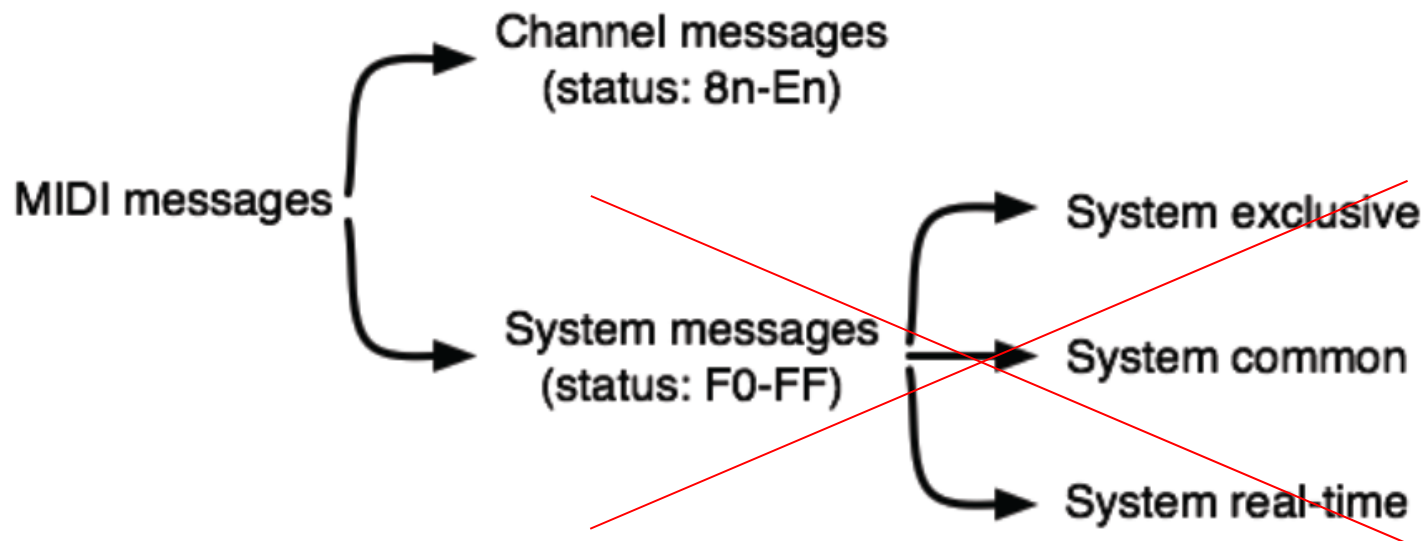 Channel messages
(status: 8n-En)
MIDI messages
System exclusive
System messages
(status: F0-FF)
System common
System real-time